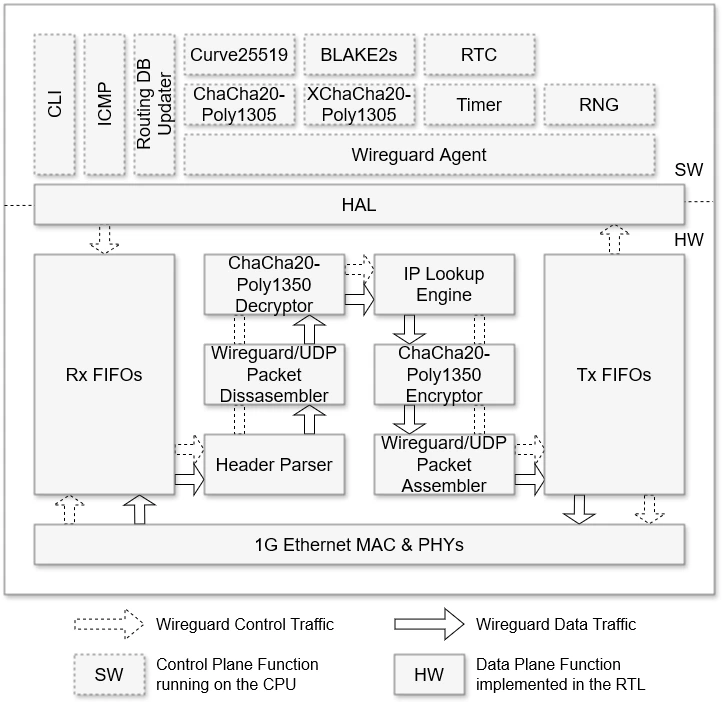 CLI
ICMP
Routing DB
Updater
Curve25519
BLAKE2s
RTC
ChaCha20-
Poly1305
XChaCha20-
Poly1305
Timer
RNG
Wireguard Agent
SW
HAL
HW
Rx FIFOs
ChaCha20-
Poly1350
Decryptor
IP Lookup
Engine
Wireguard/UDP
Packet
Dissasembler
ChaCha20-
Poly1350
Encryptor
Tx FIFOs
Header Parser
Wireguard/UDP
Packet
Assembler
1G Ethernet MAC & PHYs
Wireguard Control Traffic
Wireguard Data Traffic
SW
Control Plane Function
running on the CPU
HW
Data Plane Function
implemented in the RTL